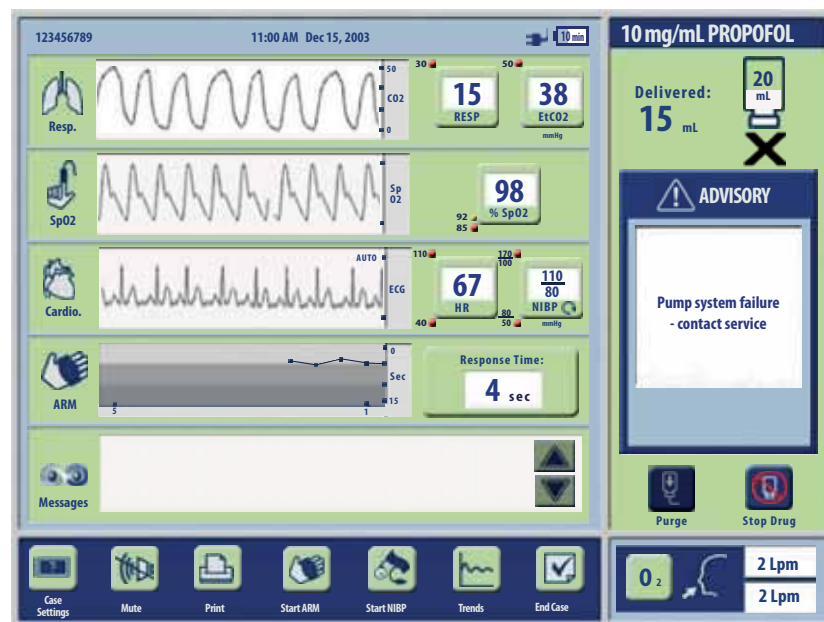 123456789
11:00 AM Dec 15, 2003
10 min
10 mg/mL PROPOFOL
Resp.
50
CO2
0
30
15
RESP
50
38
EtCO2
mmHg
Delivered:
15 mL
20
mL
SpO2
Sp
02
92
85
98
% SpO2
ADVISORY
Pump system failure
- contact service
Cardio.
AUTO
ECG
110
40
67
HR
170
100
80
50
110
80
NIBP
mmHg
ARM
0
Sec
15
5
1
Response Time:
4 sec
Messages
Purge
Stop Drug
Case
Settings
Mute
Print
Start ARM
Start NIBP
Trends
End Case
O2
2 Lpm
2 Lpm